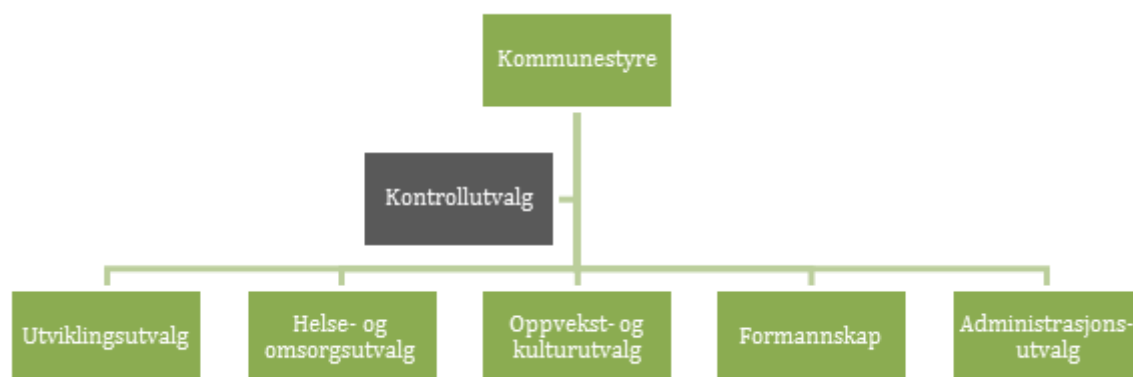 Kommunestyre
Kontrollutvalg
Utviklingsutvalg
Helse- og
omsorgsutvalg
Oppvekst- og
kulturutvalg
Formannskap
Administrasjons-
utvalg